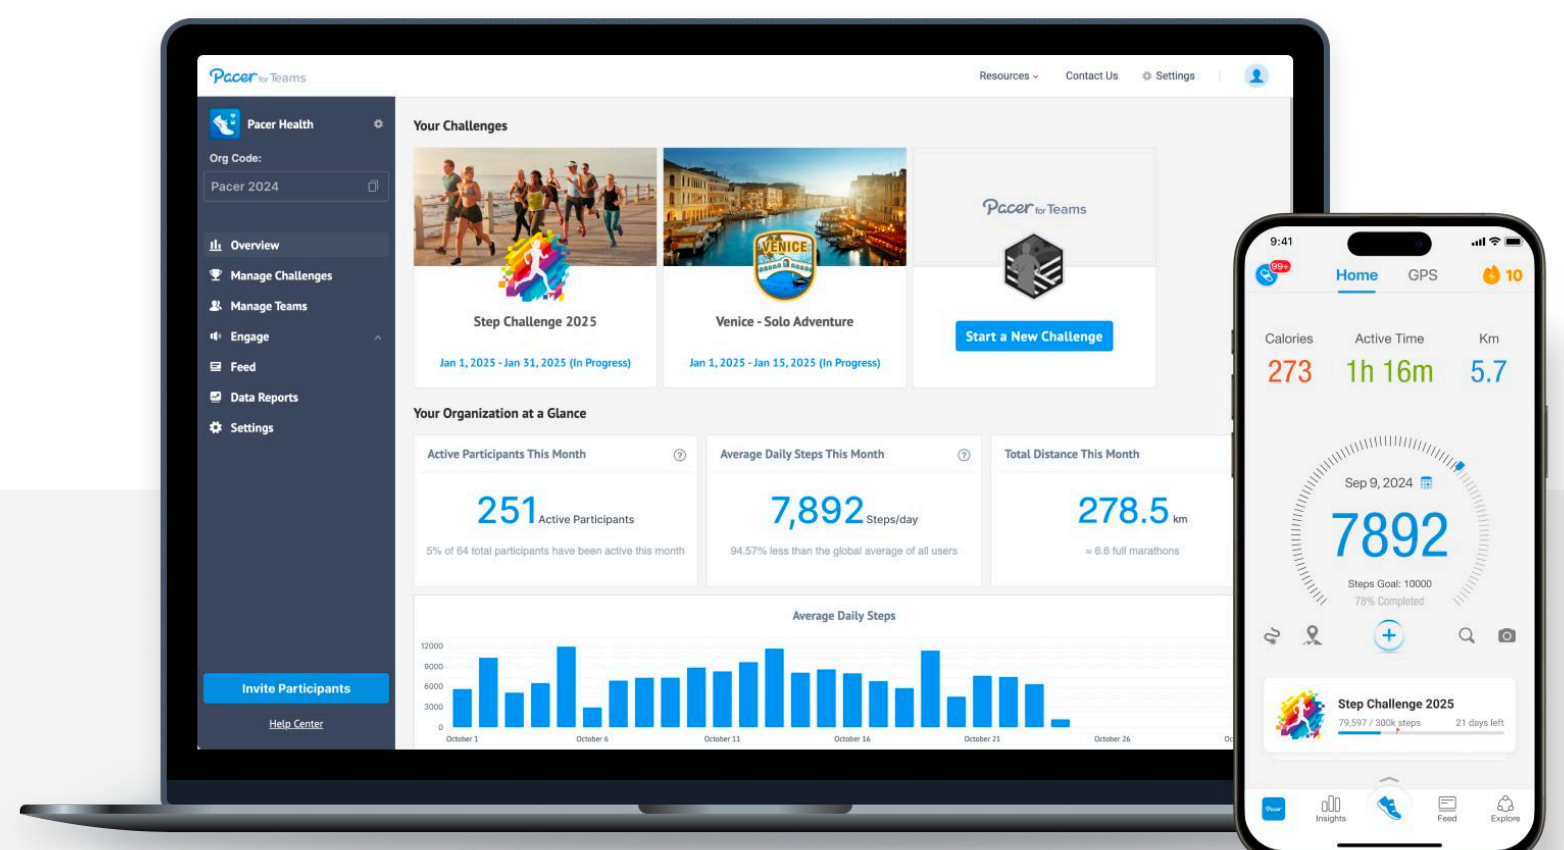 Pacer for Teams
Resources
Contact Us
Settings
Pacer Health
Org Code:
Pacer 2024
Overview
Manage Challenges
Manage Teams
Engage
Feed
Data Reports
Settings
Invite Participants
Help Center
Your Challenges
VENICE
Step Challenge 2025
Jan 1, 2025 - Jan 31, 2025 (In Progress)
Venice - Solo Adventure
Jan 1, 2025 - Jan 15, 2025 (In Progress)
Pacer for Teams
Start a New Challenge
Your Organization at a Glance
Active Participants This Month
?
251 Active Participants
5% of 64 total participants have been active this month
Average Daily Steps This Month
?
7,892 Steps/day
94.57% less than the global average of all users
Total Distance This Month
278.5 km
≈ 6.6 full marathons
Average Daily Steps
12000
9000
6000
3000
0
October 1
October 6
October 11
October 16
October 21
October 26
9:41
99+
Home
GPS
10
Calories
Active Time
Km
273
1h 16m
5.7
Sep 9, 2024
7892
Steps Goal: 10000
78% Completed
Step Challenge 2025
79,597 / 300k steps
21 days left
Pacer
Insights
Feed
Explore